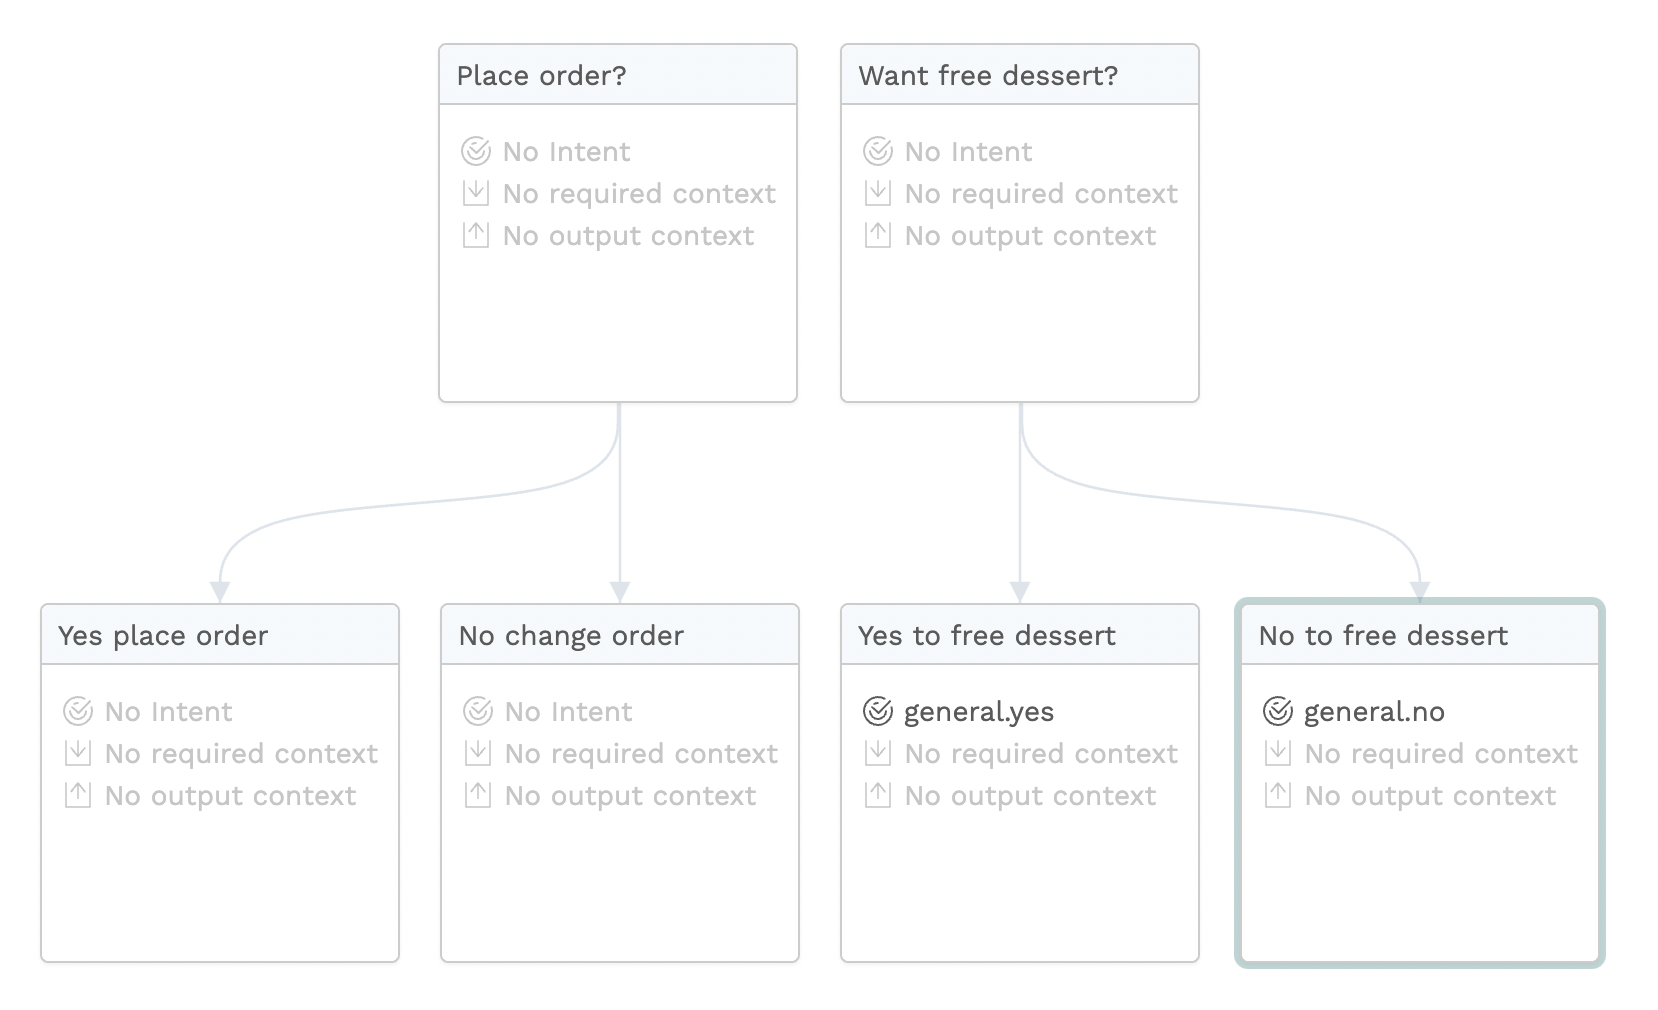 Place order?
No Intent
No required context
No output context
Want free dessert?
No Intent
No required context
No output context
Yes place order
No Intent
No required context
No output context
No change order
No Intent
No required context
No output context
Yes to free dessert
general.yes
No required context
No output context
No to free dessert
general.no
No required context
No output context